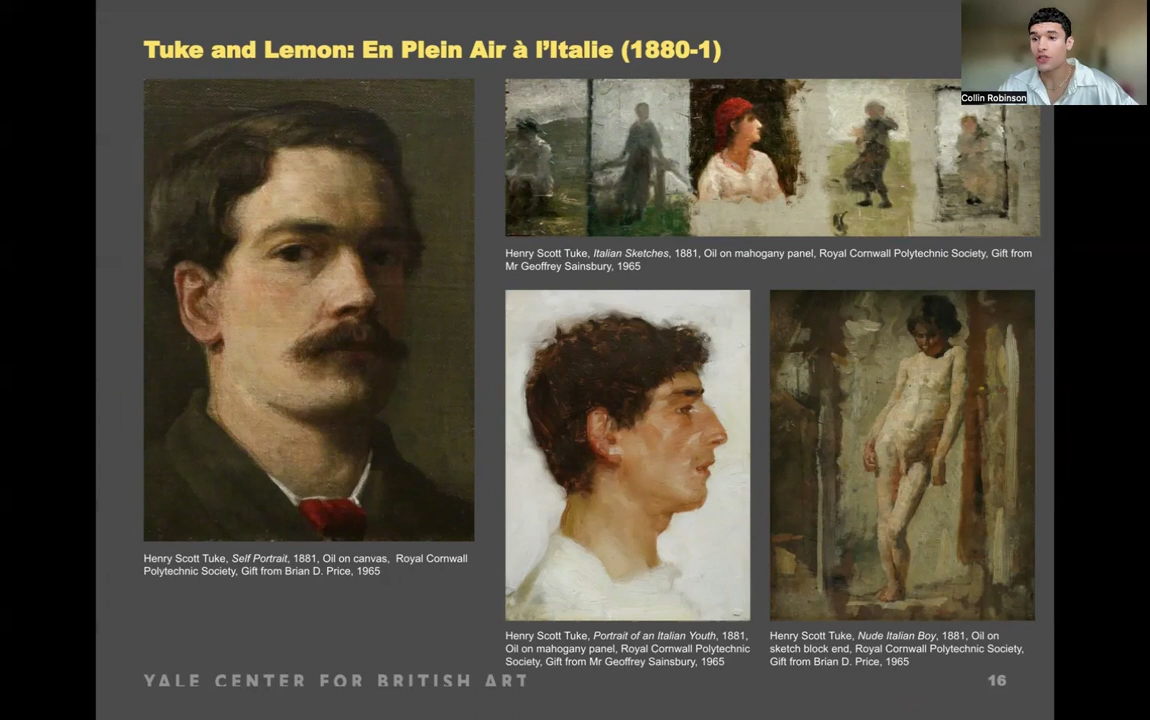 Tuke and Lemon: En Plein Air à l'Italie (1880-1)
Collin Robinson
Henry Scott Tuke, Italian Sketches, 1881, Oil on mahogany panel, Royal Cornwall Polytechnic Society, Gift from
Mr Geoffrey Sainsbury, 1965
Henry Scott Tuke, Self Portrait, 1881, Oil on canvas, Royal Cornwall
Polytechnic Society, Gift from Brian D. Price, 1965
Henry Scott Tuke, Portrait of an Italian Youth, 1881,
Oil on mahogany panel, Royal Cornwall Polytechnic
Society, Gift from Mr Geoffrey Sainsbury, 1965
Henry Scott Tuke, Nude Italian Boy, 1881, Oil on
sketch block end, Royal Cornwall Polytechnic Society,
Gift from Brian D. Price, 1965
YALE CENTER FOR BRITISH ART
16